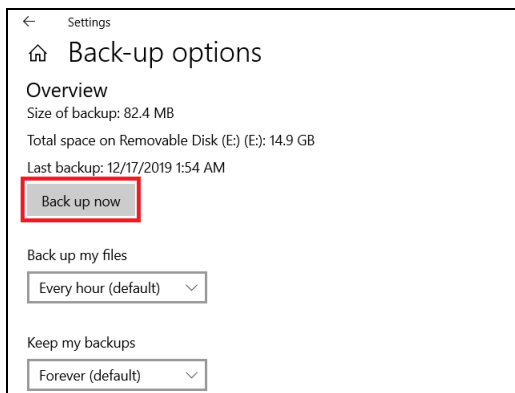 Settings
Back-up options
Overview
Size of backup: 82.4 MB
Total space on Removable Disk (E:) (E:): 14.9 GB
Last backup: 12/17/2019 1:54 AM
Back up now
Back up my files
Every hour (default)
Keep my backups
Forever (default)